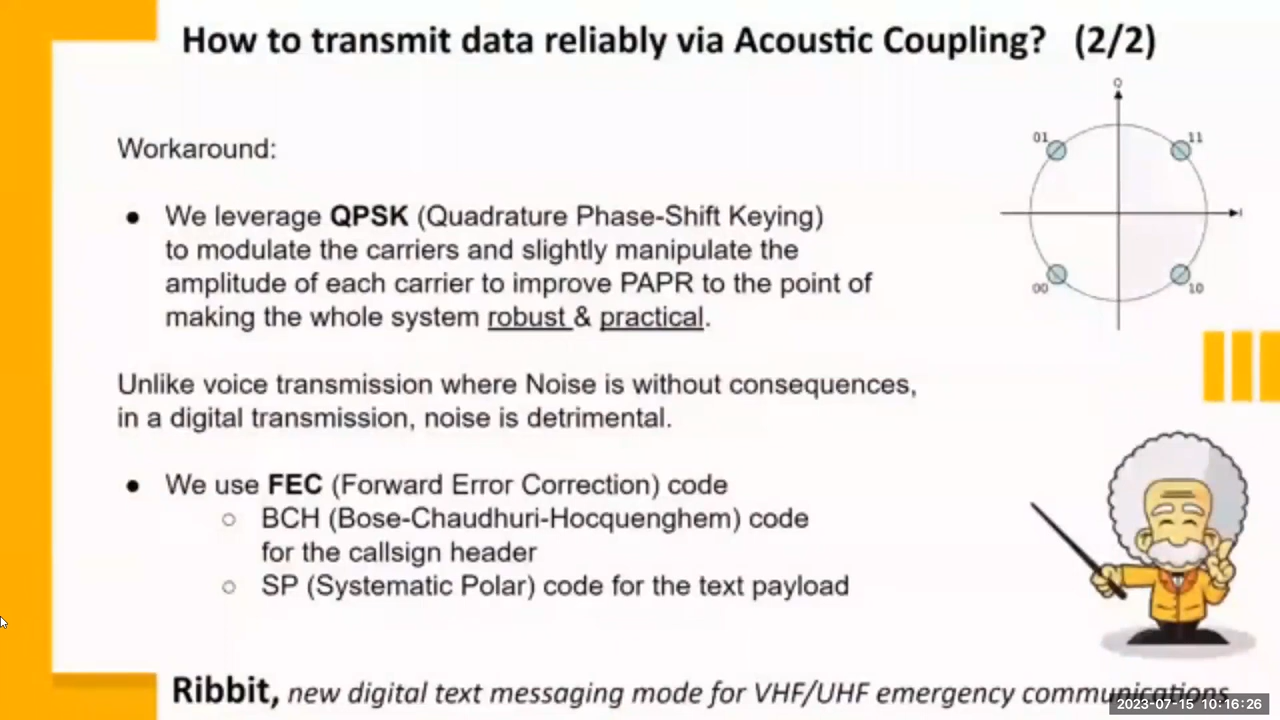 How to transmit data reliably via Acoustic Coupling? (2/2)
Q
01
11
I
00
10
Workaround:
● We leverage QPSK (Quadrature Phase-Shift Keying)
to modulate the carriers and slightly manipulate the
amplitude of each carrier to improve PAPR to the point of
making the whole system robust & practical.
Unlike voice transmission where Noise is without consequences,
in a digital transmission, noise is detrimental.
● We use FEC (Forward Error Correction) code
○ BCH (Bose-Chaudhuri-Hocquenghem) code
for the callsign header
○ SP (Systematic Polar) code for the text payload
Ribbit, new digital text messaging mode for VHF/UHF emergency communications.
2023-07-15 10:16:26